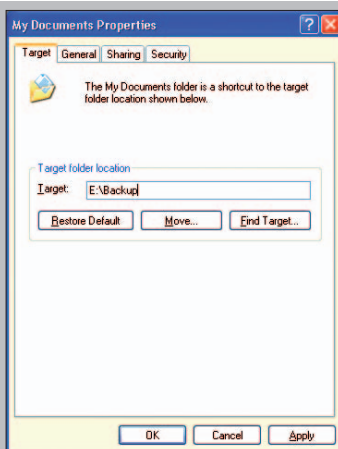 My Documents Properties
Target General Sharing Security
The My Documents folder is a shortcut to the target
folder location shown below.
Target folder location
Target: E:\Backup
Restore Default Move... Find Target...
OK Cancel Apply